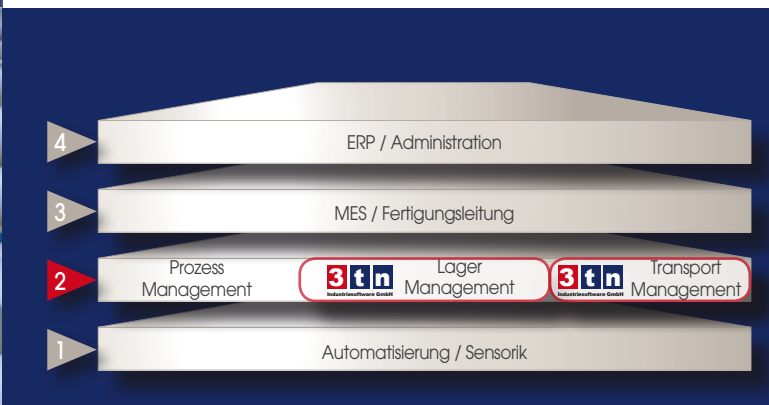 4
ERP / Administration
3
MES / Fertigungsleitung
2
Prozess
Management
3tn
Industriesoftware GmbH
Lager
Management
3tn
Industriesoftware GmbH
Transport
Management
1
Automatisierung / Sensorik